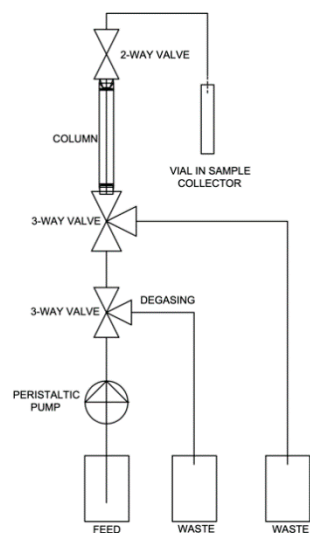 2-WAY VALVE
COLUMN
VIAL IN SAMPLE
COLLECTOR
3-WAY VALVE
DEGASING
3-WAY VALVE
PERISTALTIC
PUMP
FEED
WASTE
WASTE